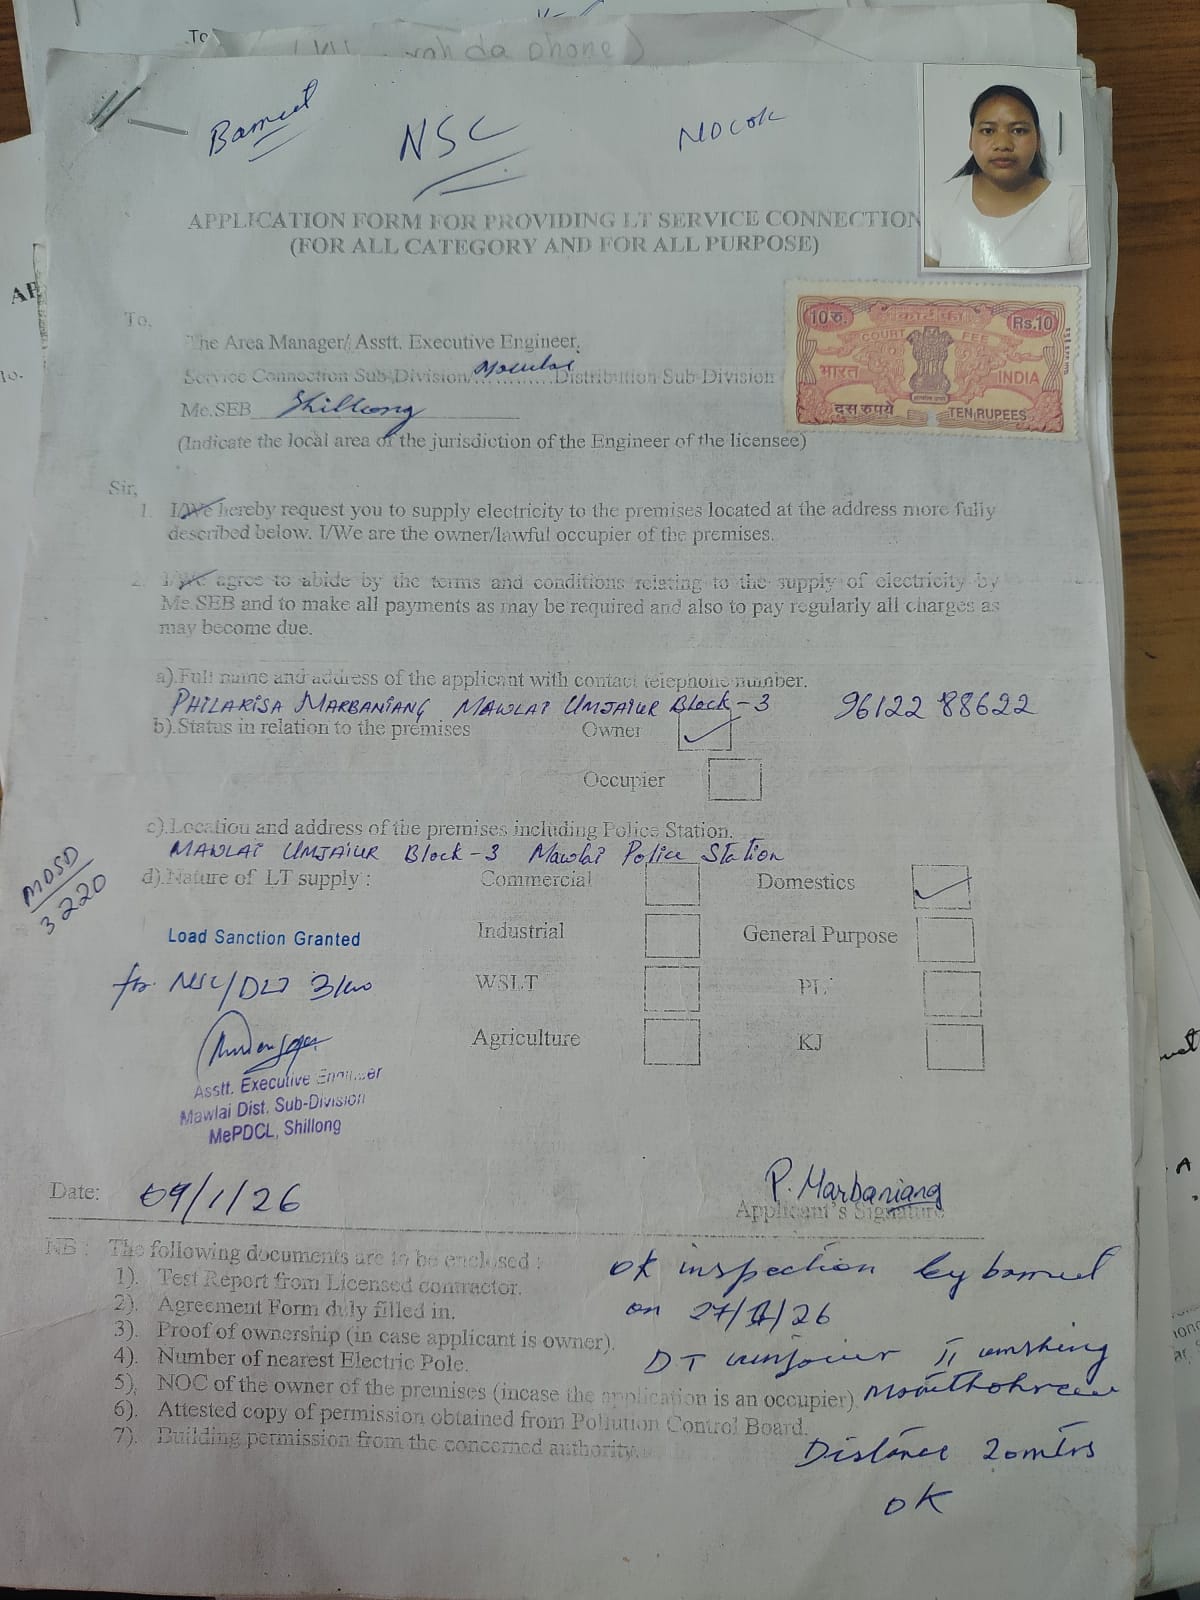 To
da phone)
Bameet
NSC
NOC OK
APPLICATION FORM FOR PROVIDING LT SERVICE CONNECTION
(FOR ALL CATEGORY AND FOR ALL PURPOSE)
10 रु.
कोर्ट फीस
Rs.10
COURT FEE
भारत
INDIA
दस रुपये
TEN RUPEES
To,
The Area Manager/ Asstt. Executive Engineer,
Service Connection Sub-Division/ Mawlai Distribution Sub-Division
Me.SEB Shillong
(Indicate the local area of the jurisdiction of the Engineer of the licensee)
Sir,
1. I/We hereby request you to supply electricity to the premises located at the address more fully
described below. I/We are the owner/lawful occupier of the premises.
2. I/We agree to abide by the terms and conditions relating to the supply of electricity by
Me.SEB and to make all payments as may be required and also to pay regularly all charges as
may become due.
a).Full name and address of the applicant with contact telephone number.
PHILARISA MARBANIANG MAWLAI UMJAIUR Block-3 96122 88622
b).Status in relation to the premises Owner
Occupier
c).Location and address of the premises including Police Station.
MAWLAI UMJAIUR Block-3 Mawlai Police Station
d).Nature of LT supply : Commercial Domestics
MDSD
3220
Load Sanction Granted
Industrial General Purpose
for NSC/DLT 3kw
WSLT PL
Agriculture KJ
Asstt. Executive Engineer
Mawlai Dist. Sub-Division
MePDCL, Shillong
Date: 09/1/26
P. Marbaniang
Applicant's Signature
NB : The following documents are to be enclosed :
1). Test Report from Licensed contractor.
2). Agreement Form duly filled in.
3). Proof of ownership (in case applicant is owner).
4). Number of nearest Electric Pole.
5). NOC of the owner of the premises (incase the application is an occupier)
6). Attested copy of permission obtained from Pollution Control Board.
7). Building permission from the concerned authority.
OK inspection by bameet
on 27/1/26
DT umjaiur II
Distance 20mtrs
OK